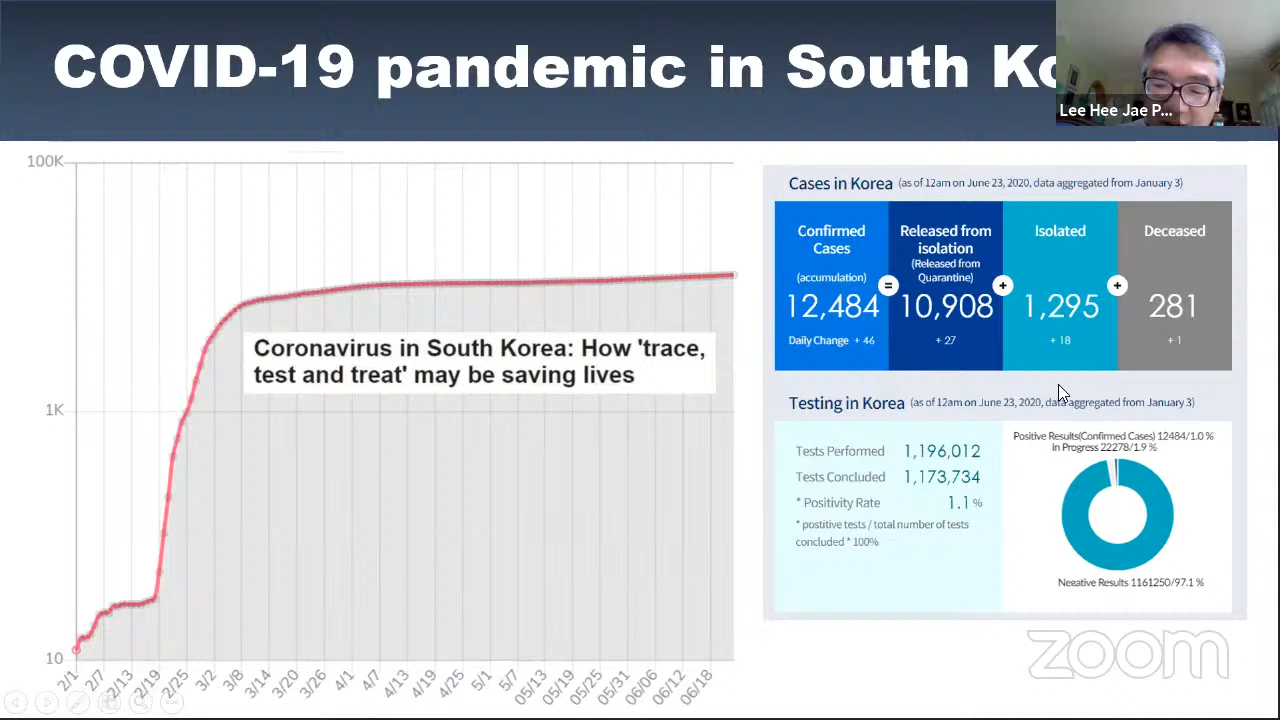 COVID-19 pandemic in South Ko
Lee Hee Jae P...
100K
1K
10
2/1
2/7
2/13
2/19
2/25
3/2
3/8
3/14
3/20
3/26
4/1
4/7
4/13
4/19
4/25
5/1
5/7
05/13
05/19
05/25
05/31
06/06
06/12
06/18
Coronavirus in South Korea: How 'trace,
test and treat' may be saving lives
Cases in Korea (as of 12am on June 23, 2020, data aggregated from January 3)
Confirmed
Cases
(accumulation)
12,484
Daily Change + 46
=
Released from
isolation
(Released from
Quarantine)
10,908
+ 27
+
Isolated
1,295
+ 18
+
Deceased
281
+ 1
Testing in Korea (as of 12am on June 23, 2020, data aggregated from January 3)
Tests Performed 1,196,012
Tests Concluded 1,173,734
* Positivity Rate 1.1 %
* postitive tests / total number of tests
concluded * 100%
Positive Results(Confirmed Cases) 12484/1.0 %
In Progress 22278/1.9 %
Negative Results 1161250/97.1 %
zoom